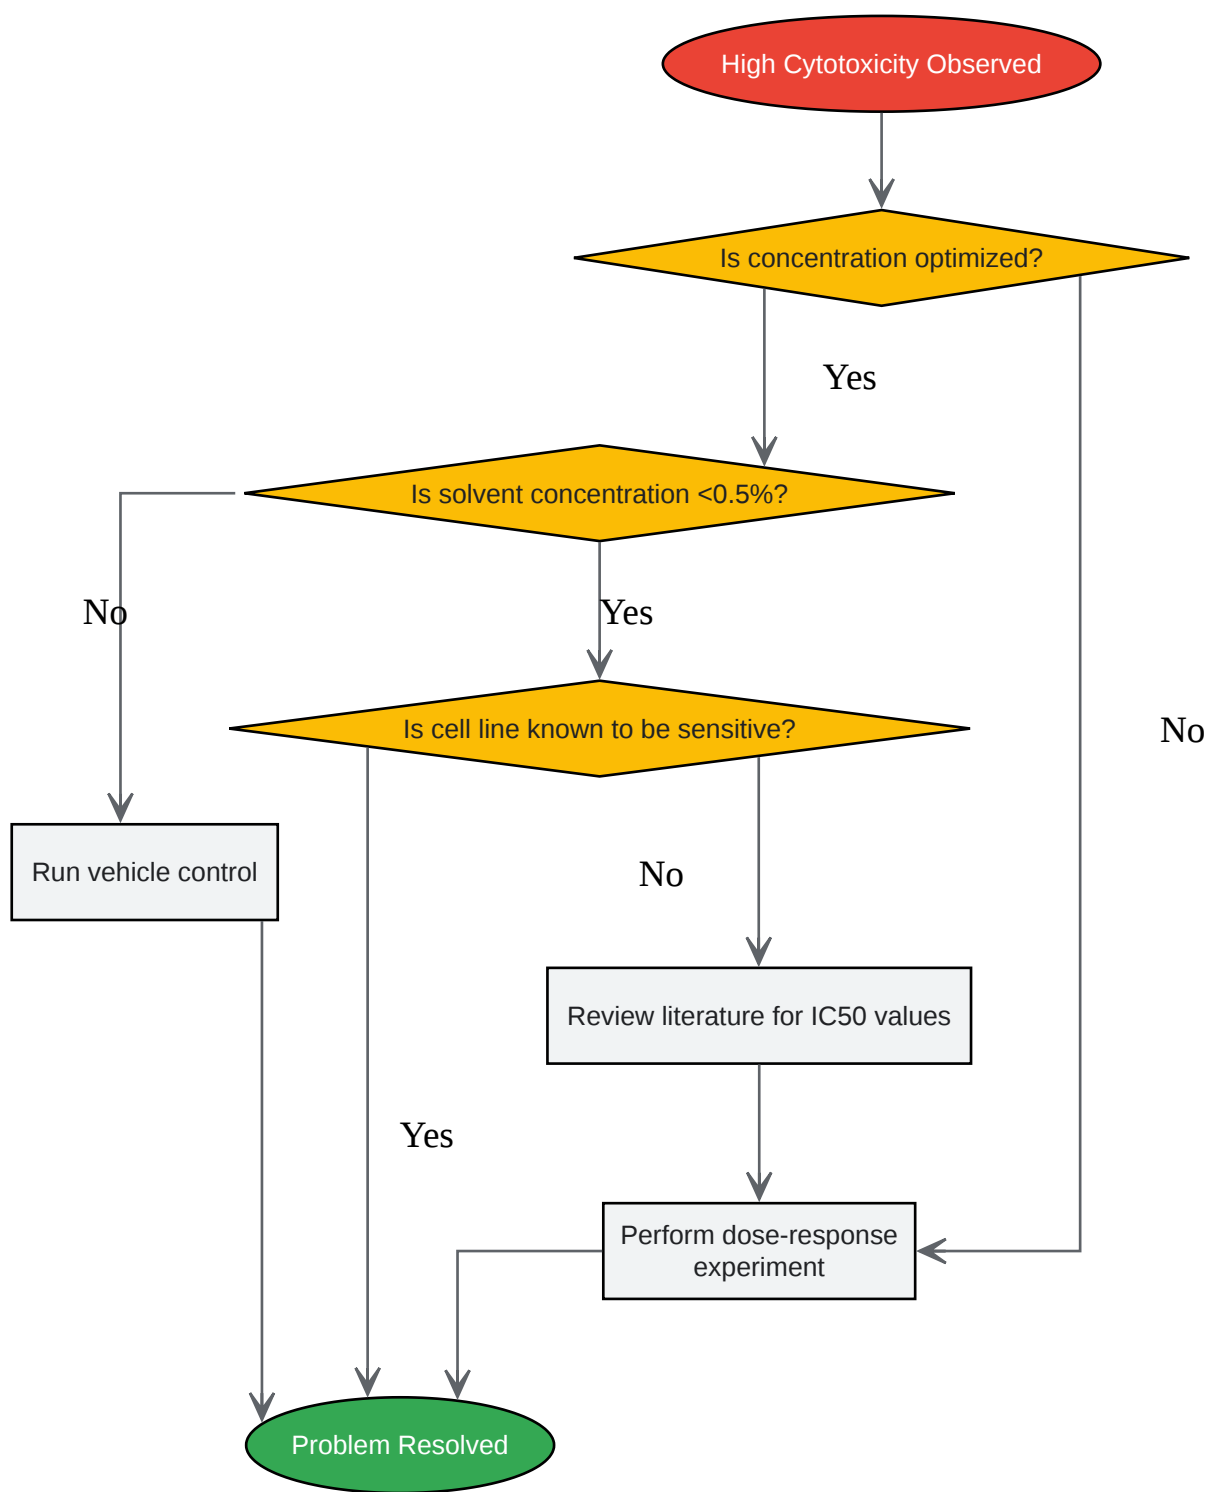 High Cytotoxicity Observed
Is concentration optimized?
Yes
Is solvent concentration <0.5%?
No
Yes
Is cell line known to be sensitive?
No
Run vehicle control
No
Review literature for IC50 values
Yes
Perform dose-response
experiment
Problem Resolved